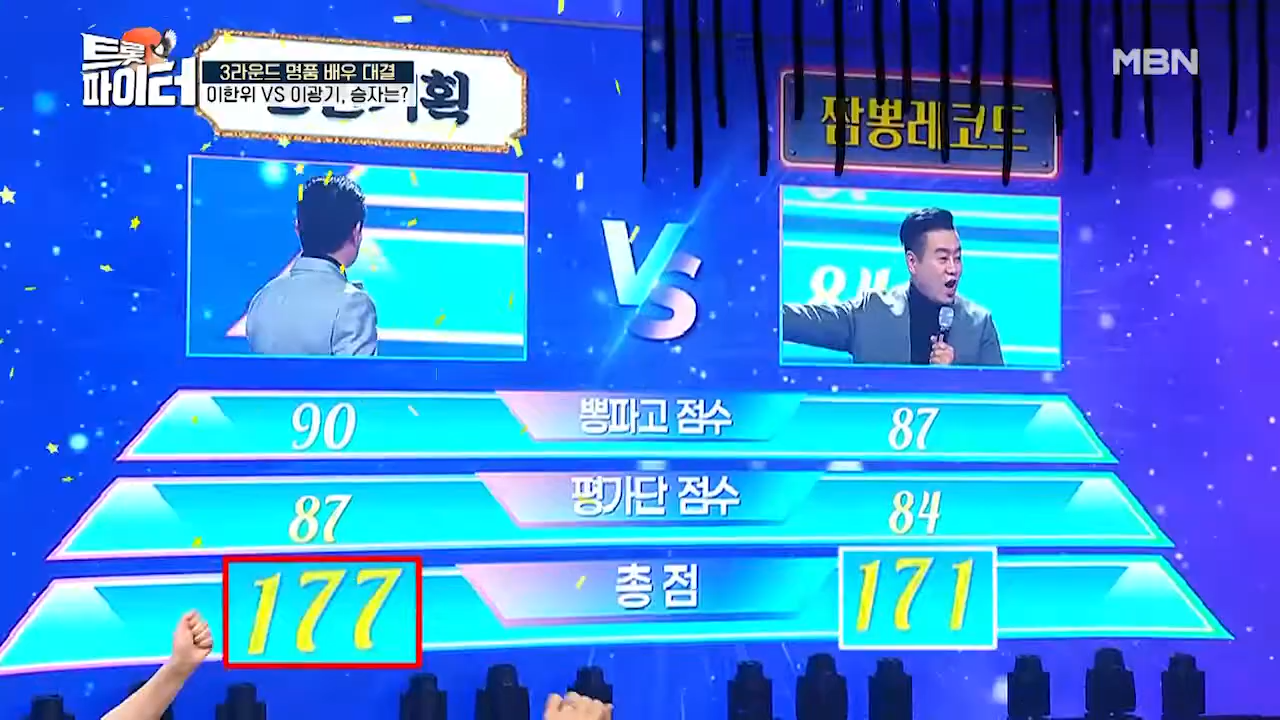 트롯
파이터
3라운드 명품 배우 대결
이한위 VS 이광기, 승자는?
획
MBN
짬뽕레코드
VS
90
뽕파고 점수
87
87
평가단 점수
84
177
총점
171